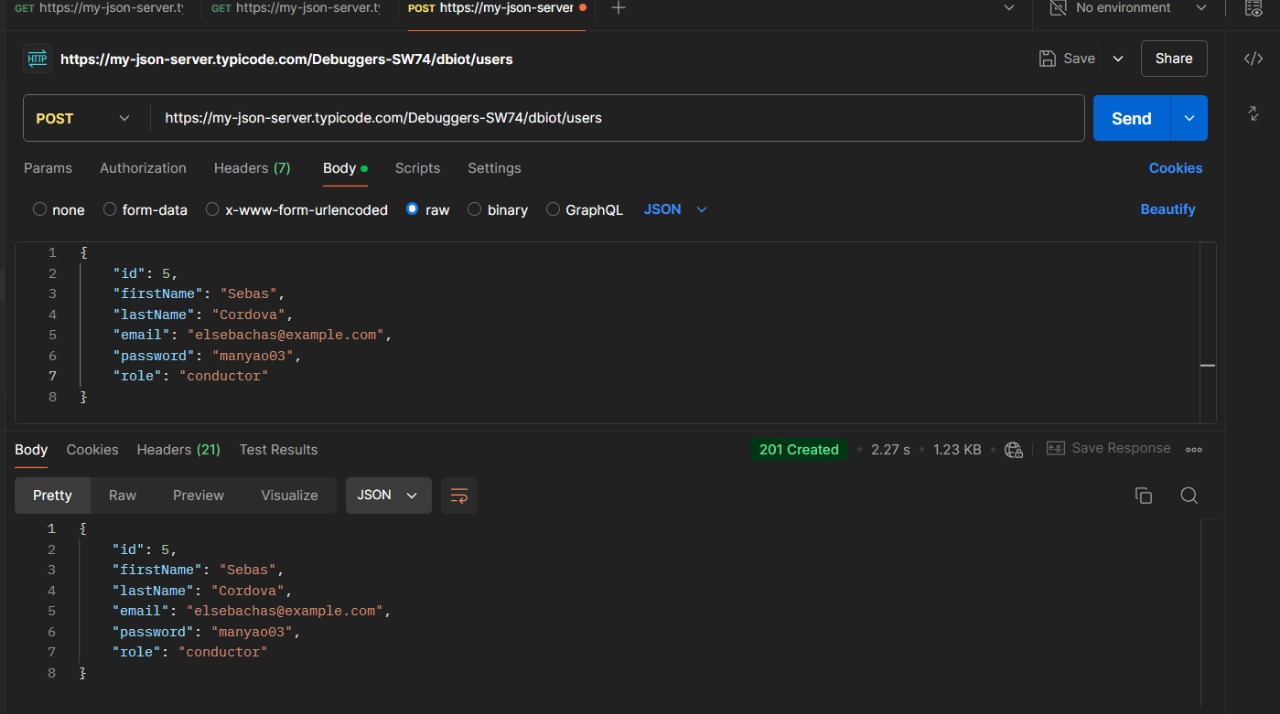 GET https://my-json-server.ty GET https://my-json-server.ty POST https://my-json-server No environment
HTTP https://my-json-server.typicode.com/Debuggers-SW74/dbiot/users Save Share
POST https://my-json-server.typicode.com/Debuggers-SW74/dbiot/users Send
Params Authorization Headers (7) Body Scripts Settings Cookies
none form-data x-www-form-urlencoded raw binary GraphQL JSON Beautify
1 {
2 "id": 5,
3 "firstName": "Sebas",
4 "lastName": "Cordova",
5 "email": "elsebachas@example.com",
6 "password": "manyao03",
7 "role": "conductor"
8 }
Body Cookies Headers (21) Test Results 201 Created 2.27 s 1.23 KB e.g. Save Response
Pretty Raw Preview Visualize JSON
1 {
2 "id": 5,
3 "firstName": "Sebas",
4 "lastName": "Cordova",
5 "email": "elsebachas@example.com",
6 "password": "manyao03",
7 "role": "conductor"
8 }